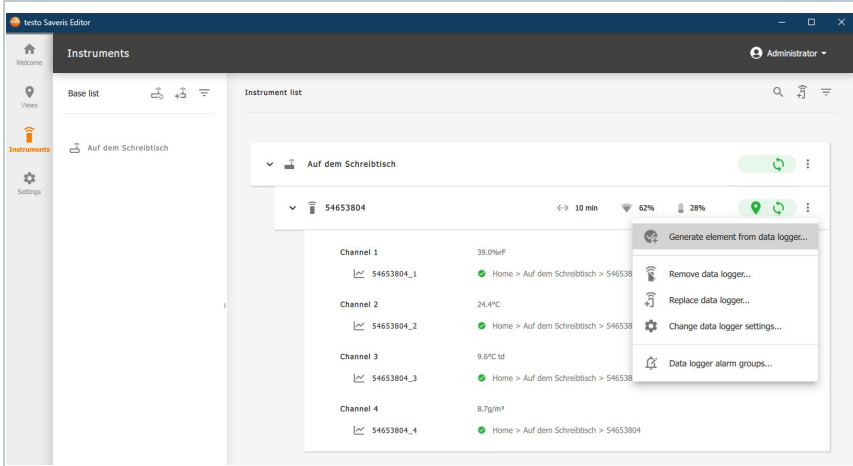 testo Saveris Editor
Welcome
Instruments
Administrator
Views
Base list
Instrument list
Instruments
Auf dem Schreibtisch
Auf dem Schreibtisch
Settings
54653804
10 min
62%
28%
Generate element from data logger...
Channel 1
39.0%rF
54653804_1
Home > Auf dem Schreibtisch > 546538
Remove data logger...
Channel 2
24.4°C
Replace data logger...
54653804_2
Home > Auf dem Schreibtisch > 546538
Change data logger settings...
Channel 3
9.6°C td
Data logger alarm groups...
54653804_3
Home > Auf dem Schreibtisch > 546538
Channel 4
8.7g/m³
54653804_4
Home > Auf dem Schreibtisch > 54653804